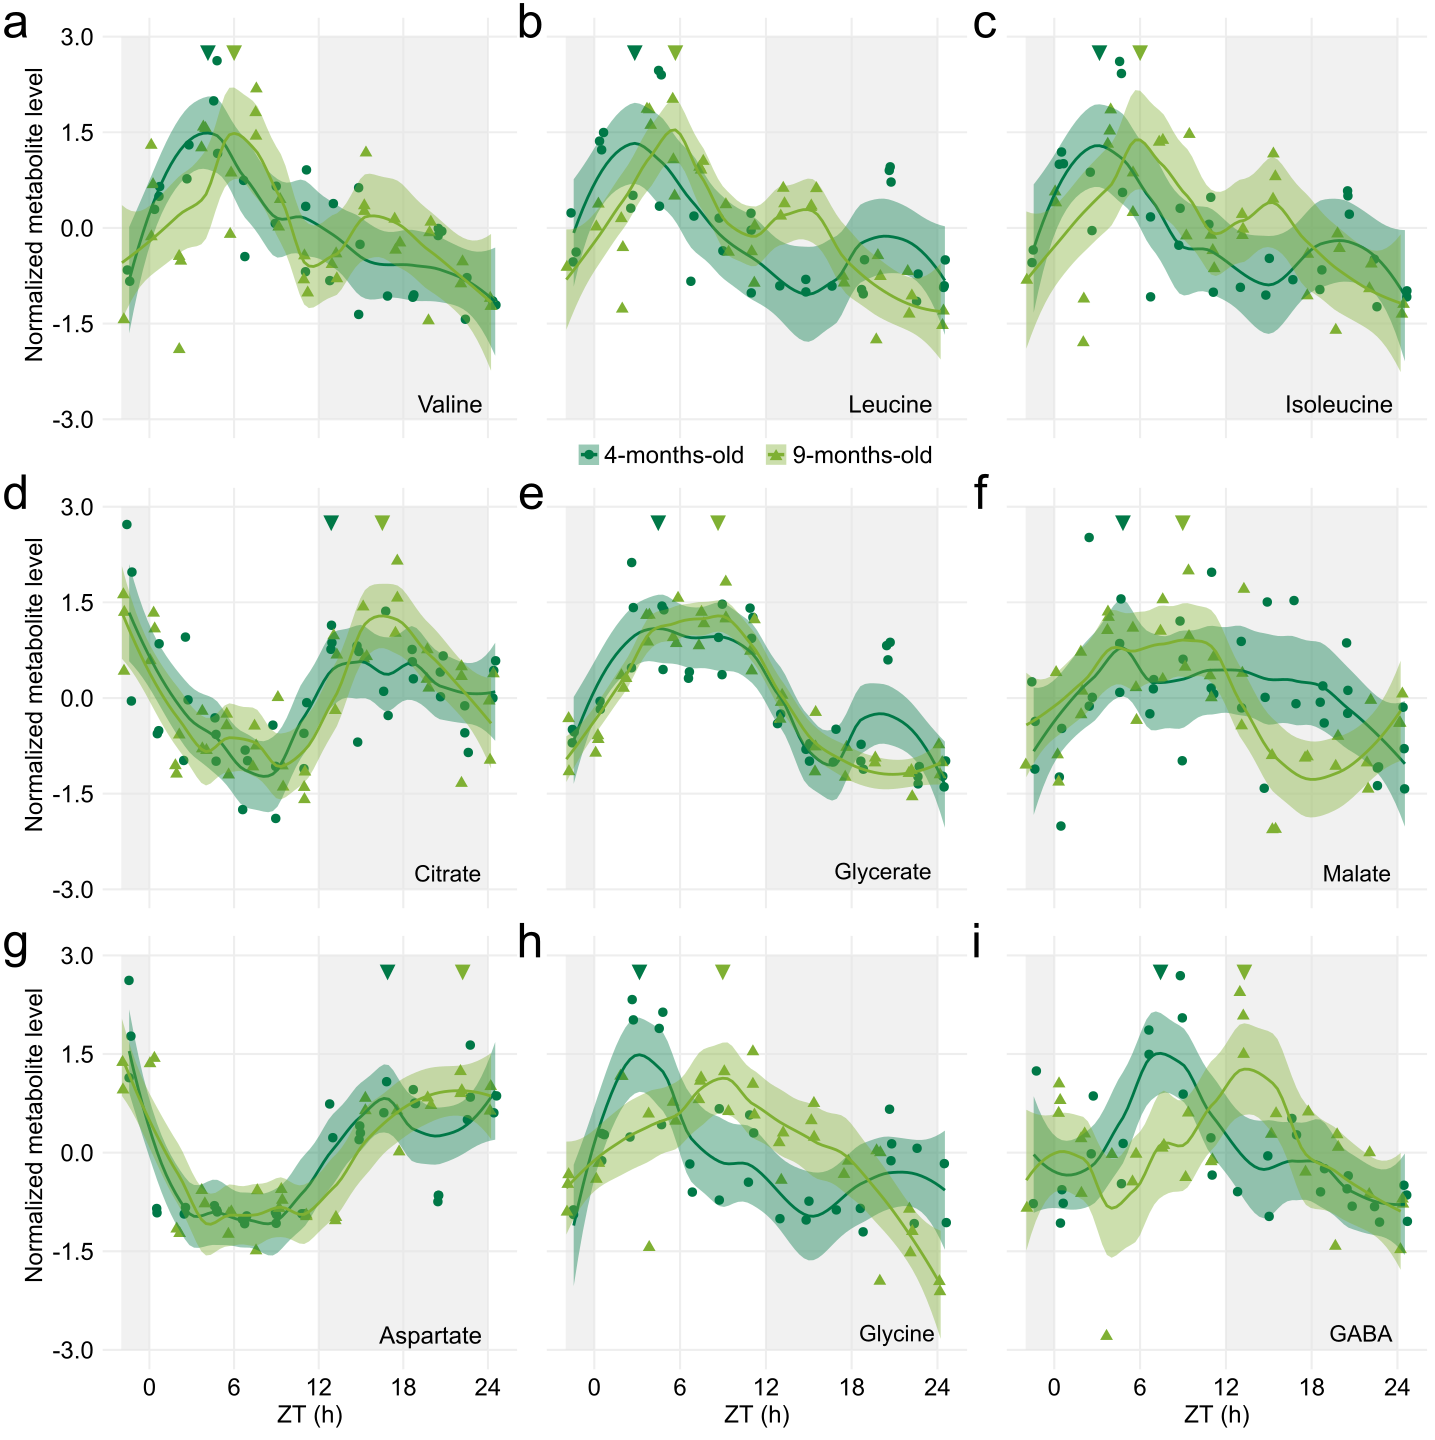 a
b
c
Normalized metabolite level
3.0
1.5
0.0
-1.5
-3.0
Valine
Leucine
Isoleucine
4-months-old
9-months-old
d
e
f
Normalized metabolite level
3.0
1.5
0.0
-1.5
-3.0
Citrate
Glycerate
Malate
g
h
i
Normalized metabolite level
3.0
1.5
0.0
-1.5
-3.0
Aspartate
Glycine
GABA
0 6 12 18 24
0 6 12 18 24
0 6 12 18 24
ZT (h)
ZT (h)
ZT (h)